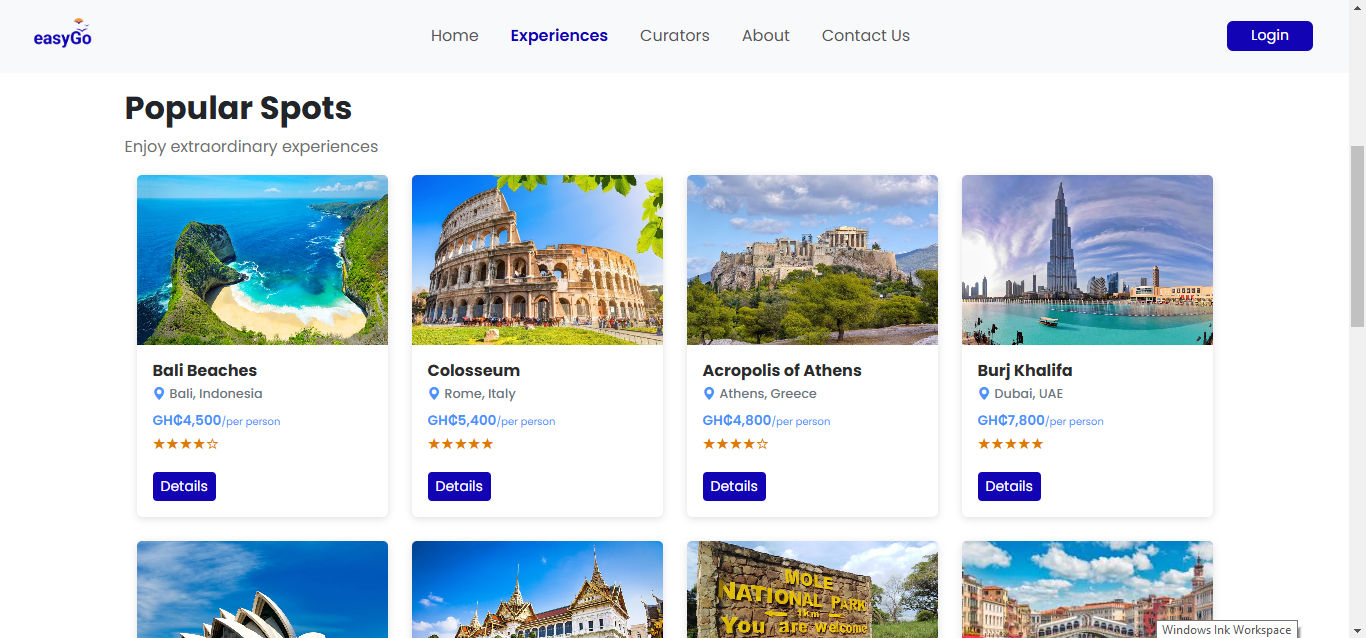 easyGo
Home Experiences Curators About Contact Us Login
Popular Spots
Enjoy extraordinary experiences
Bali Beaches
Bali, Indonesia
GH₵4,500/per person
★★★★☆
Details
Colosseum
Rome, Italy
GH₵5,400/per person
★★★★★
Details
Acropolis of Athens
Athens, Greece
GH₵4,800/per person
★★★★☆
Details
Burj Khalifa
Dubai, UAE
GH₵7,800/per person
★★★★★
Details
MOLE
NATIONAL PARK
1km
You are welcome
Windows Ink Workspace